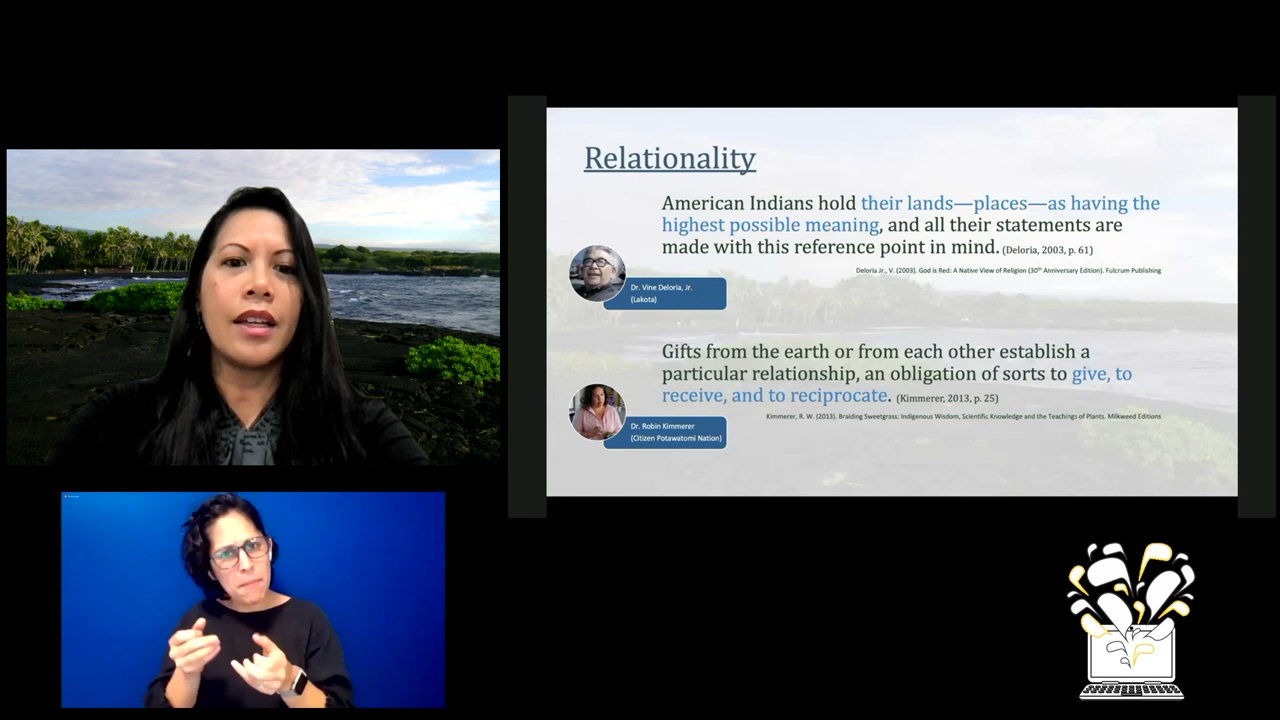 Relationality
American Indians hold their lands—places—as having the
highest possible meaning, and all their statements are
made with this reference point in mind. (Deloria, 2003, p. 61)
Deloria Jr., V. (2003). God is Red: A Native View of Religion (30th Anniversary Edition). Fulcrum Publishing
Dr. Vine Deloria, Jr.
(Lakota)
Gifts from the earth or from each other establish a
particular relationship, an obligation of sorts to give, to
receive, and to reciprocate. (Kimmerer, 2013, p. 25)
Kimmerer, R. W. (2013). Braiding Sweetgrass: Indigenous Wisdom, Scientific Knowledge and the Teachings of Plants. Milkweed Editions
Dr. Robin Kimmerer
(Citizen Potawatomi Nation)